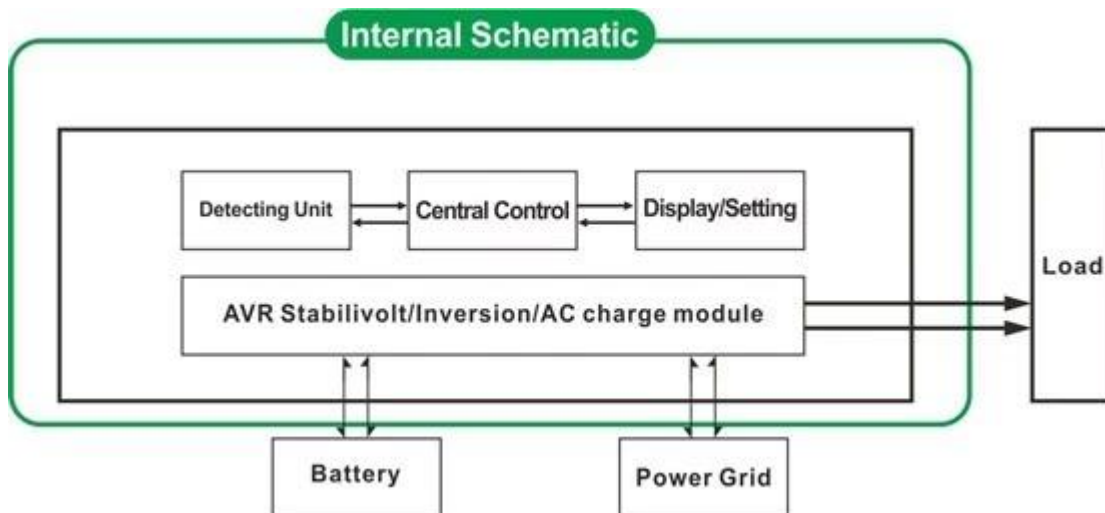 Internal Schematic
Detecting Unit
Central Control
Display/Setting
AVR Stabilivolt/Inversion/AC charge module
Load
Battery
Power Grid